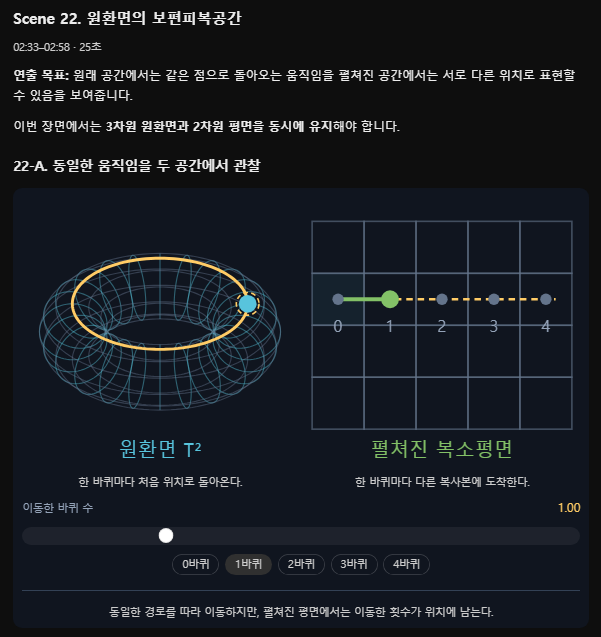 Scene 22. 원환면의 보편피복공간
02:33–02:58 · 25초
연출 목표: 원래 공간에서는 같은 점으로 돌아오는 움직임을 펼쳐진 공간에서는 서로 다른 위치로 표현할
수 있음을 보여줍니다.
이번 장면에서는 3차원 원환면과 2차원 평면을 동시에 유지해야 합니다.
22-A. 동일한 움직임을 두 공간에서 관찰
0 1 2 3 4
원환면 T² 펼쳐진 복소평면
한 바퀴마다 처음 위치로 돌아온다. 한 바퀴마다 다른 복사본에 도착한다.
이동한 바퀴 수 1.00
0바퀴 1바퀴 2바퀴 3바퀴 4바퀴
동일한 경로를 따라 이동하지만, 펼쳐진 평면에서는 이동한 횟수가 위치에 남는다.